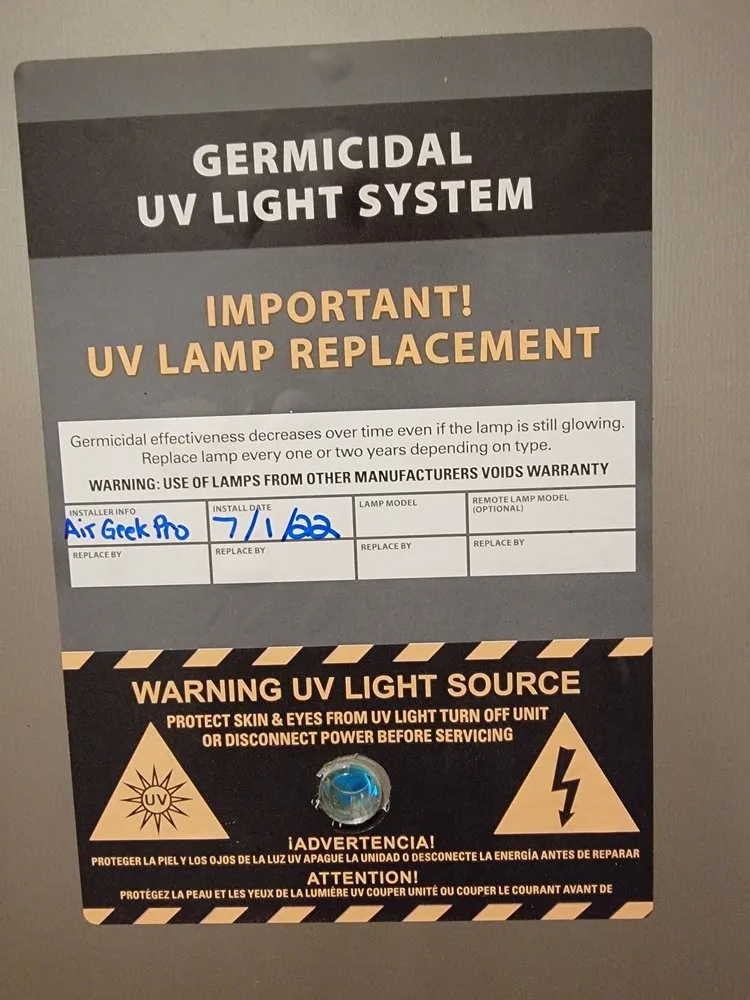 GERMICIDAL
UV LIGHT SYSTEM
IMPORTANT!
UV LAMP REPLACEMENT
Germicidal effectiveness decreases over time even if the lamp is still glowing.
Replace lamp every one or two years depending on type.
WARNING: USE OF LAMPS FROM OTHER MANUFACTURERS VOIDS WARRANTY
INSTALLER INFO
Air Geek Pro
INSTALL DATE
7/1/22
LAMP MODEL
REMOTE LAMP MODEL
(OPTIONAL)
REPLACE BY
REPLACE BY
REPLACE BY
REPLACE BY
WARNING UV LIGHT SOURCE
PROTECT SKIN & EYES FROM UV LIGHT TURN OFF UNIT
OR DISCONNECT POWER BEFORE SERVICING
UV
¡ADVERTENCIA!
PROTEGER LA PIEL Y LOS OJOS DE LA LUZ UV APAGUE LA UNIDAD O DESCONECTE LA ENERGÍA ANTES DE REPARAR
ATTENTION!
PROTÉGEZ LA PEAU ET LES YEUX DE LA LUMIÈRE UV COUPER UNITÉ OU COUPER LE COURANT AVANT DE